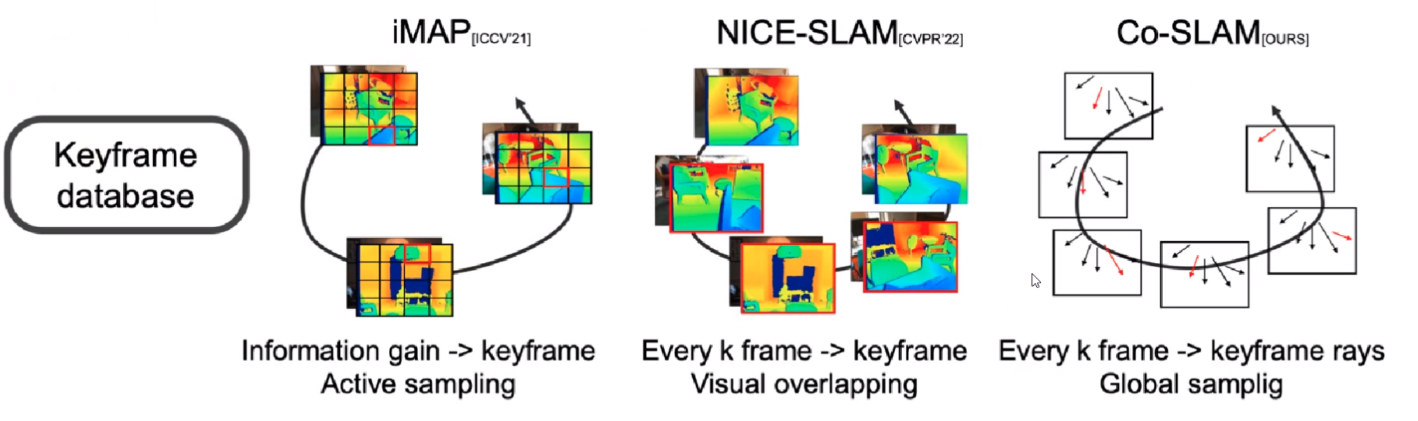 iMAP[ICCV'21]
NICE-SLAM[CVPR'22]
Co-SLAM[OURS]
Keyframe
database
Information gain -> keyframe
Active sampling
Every k frame -> keyframe
Visual overlapping
Every k frame -> keyframe rays
Global samplig